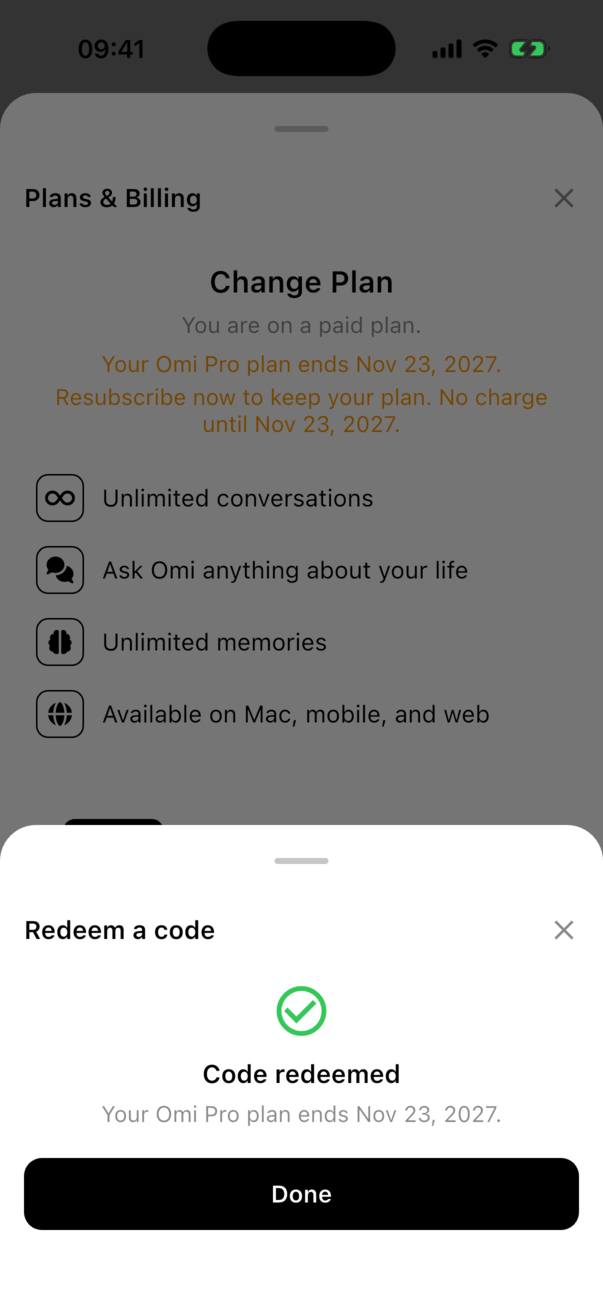 09:41
Plans & Billing
Change Plan
You are on a paid plan.
Your Omi Pro plan ends Nov 23, 2027.
Resubscribe now to keep your plan. No charge
until Nov 23, 2027.
Unlimited conversations
Ask Omi anything about your life
Unlimited memories
Available on Mac, mobile, and web
Redeem a code
Code redeemed
Your Omi Pro plan ends Nov 23, 2027.
Done